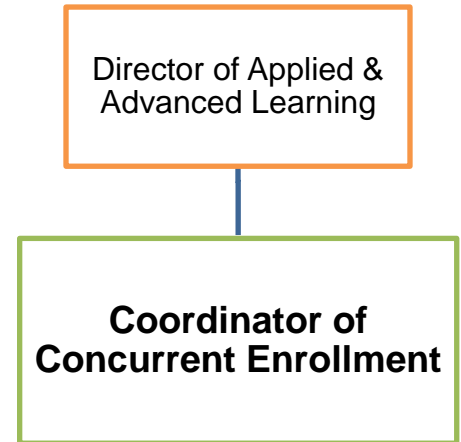 Director of Applied &
Advanced Learning
Coordinator of
Concurrent Enrollment